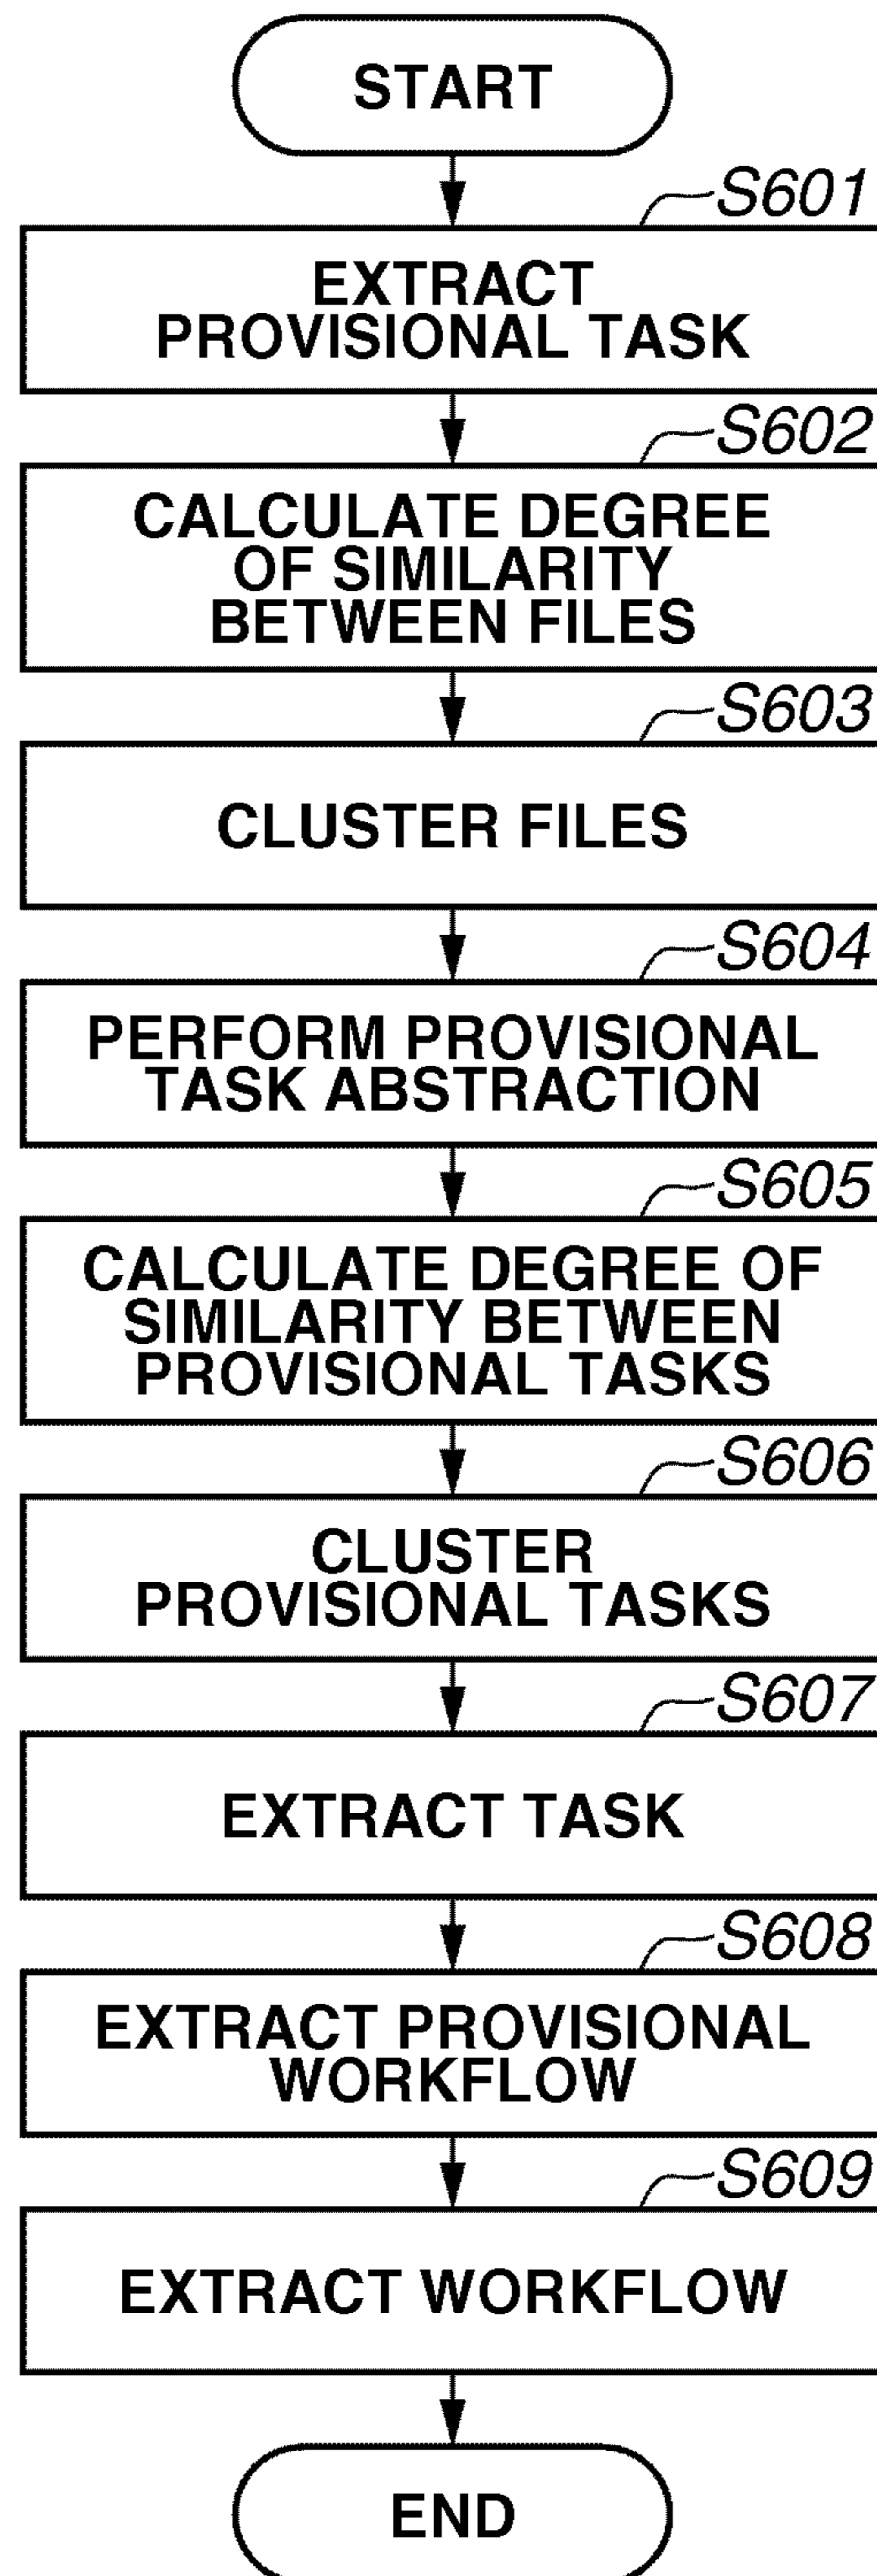 START
S601
EXTRACT
PROVISIONAL TASK
S602
CALCULATE DEGREE
OF SIMILARITY
BETWEEN FILES
S603
CLUSTER FILES
S604
PERFORM PROVISIONAL
TASK ABSTRACTION
S605
CALCULATE DEGREE OF
SIMILARITY BETWEEN
PROVISIONAL TASKS
S606
CLUSTER
PROVISIONAL TASKS
S607
EXTRACT TASK
S608
EXTRACT PROVISIONAL
WORKFLOW
S609
EXTRACT WORKFLOW
END